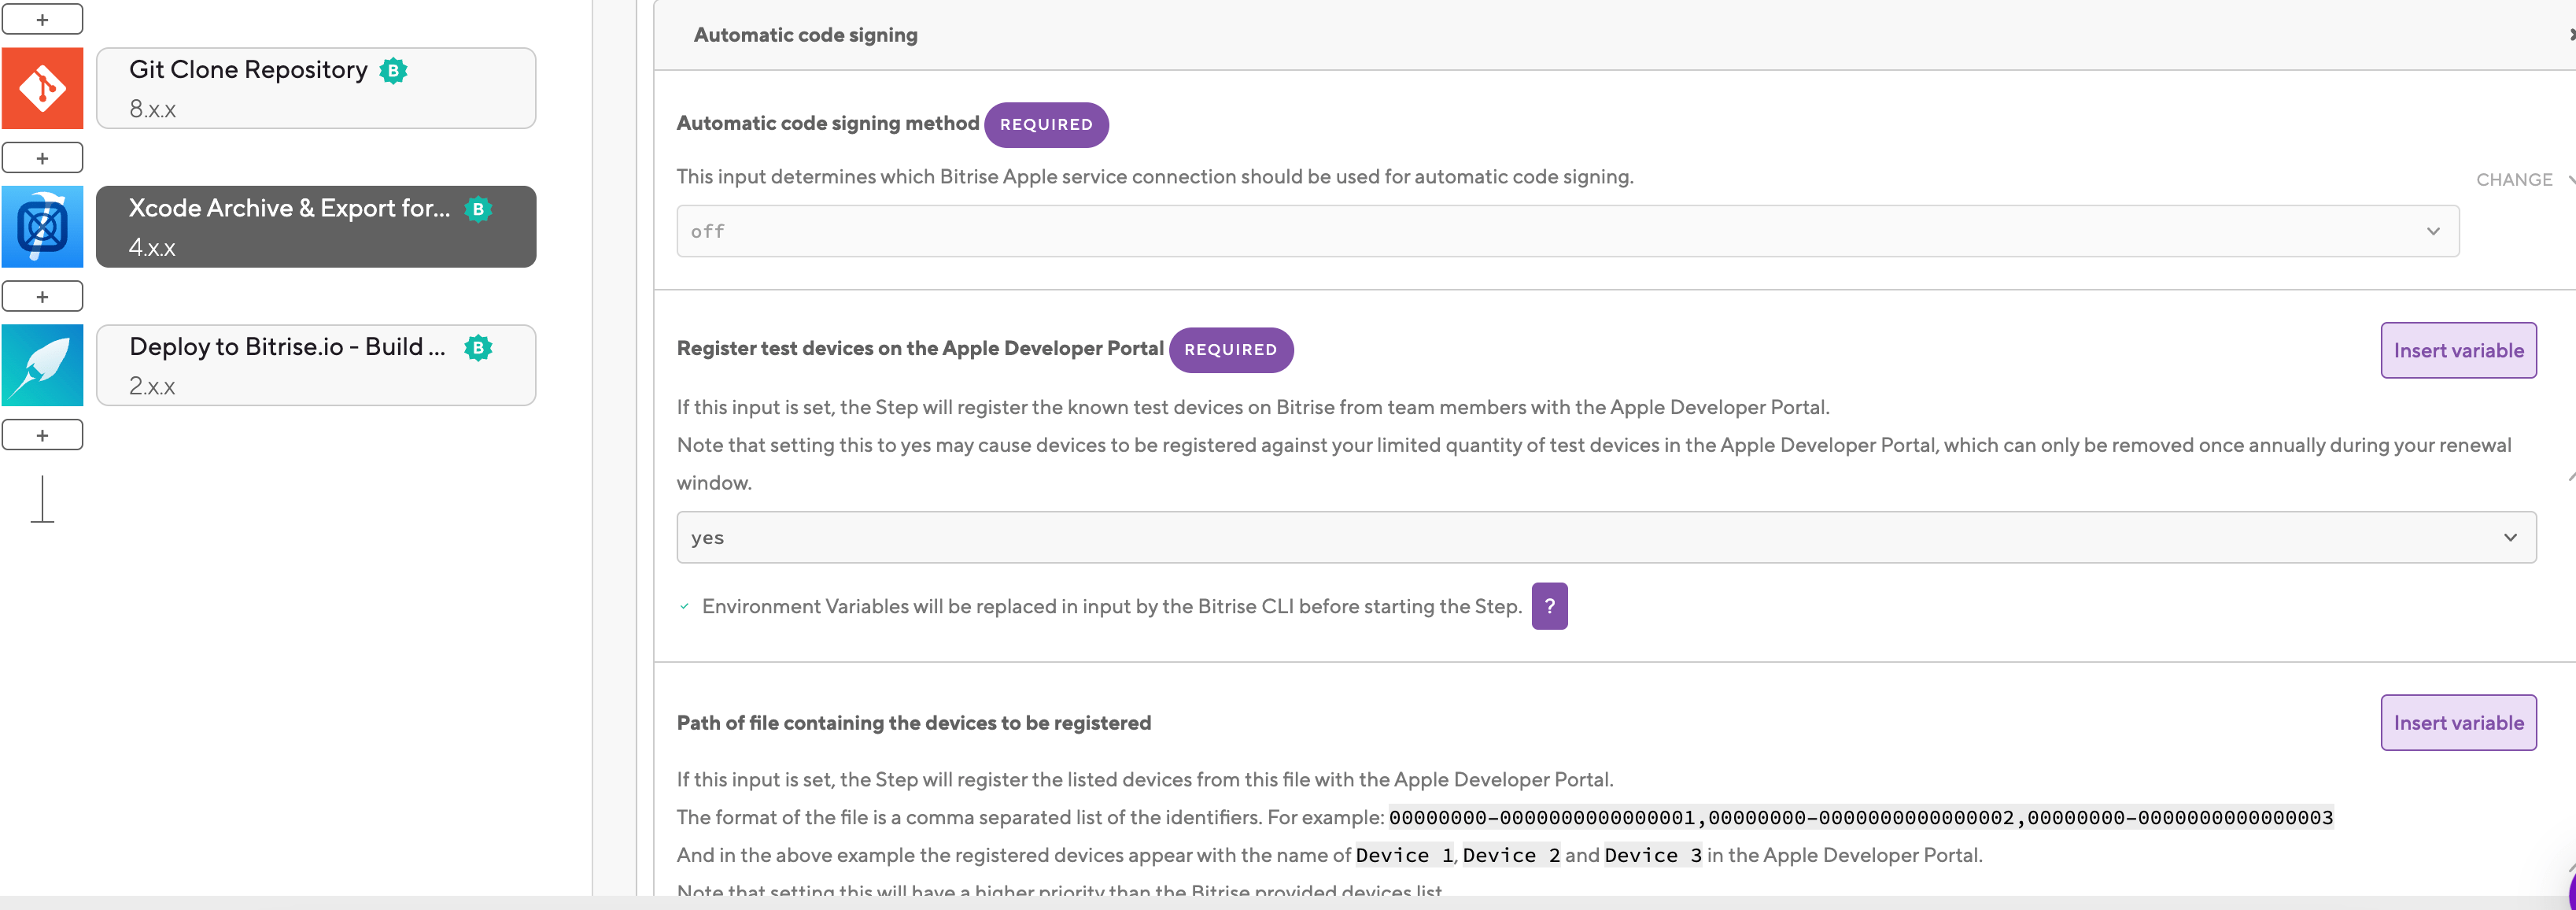 +
Git Clone Repository B
8.x.x
+
Xcode Archive & Export for... B
4.x.x
+
Deploy to Bitrise.io - Build ... B
2.x.x
+
Automatic code signing
Automatic code signing method REQUIRED
This input determines which Bitrise Apple service connection should be used for automatic code signing.
CHANGE
off
Register test devices on the Apple Developer Portal REQUIRED
Insert variable
If this input is set, the Step will register the known test devices on Bitrise from team members with the Apple Developer Portal.
Note that setting this to yes may cause devices to be registered against your limited quantity of test devices in the Apple Developer Portal, which can only be removed once annually during your renewal
window.
yes
Environment Variables will be replaced in input by the Bitrise CLI before starting the Step. ?
Path of file containing the devices to be registered
Insert variable
If this input is set, the Step will register the listed devices from this file with the Apple Developer Portal.
The format of the file is a comma separated list of the identifiers. For example: 00000000-0000000000000001,00000000-0000000000000002,00000000-0000000000000003
And in the above example the registered devices appear with the name of Device 1, Device 2 and Device 3 in the Apple Developer Portal.
Note that setting this will have a higher priority than the Bitrise provided devices list.